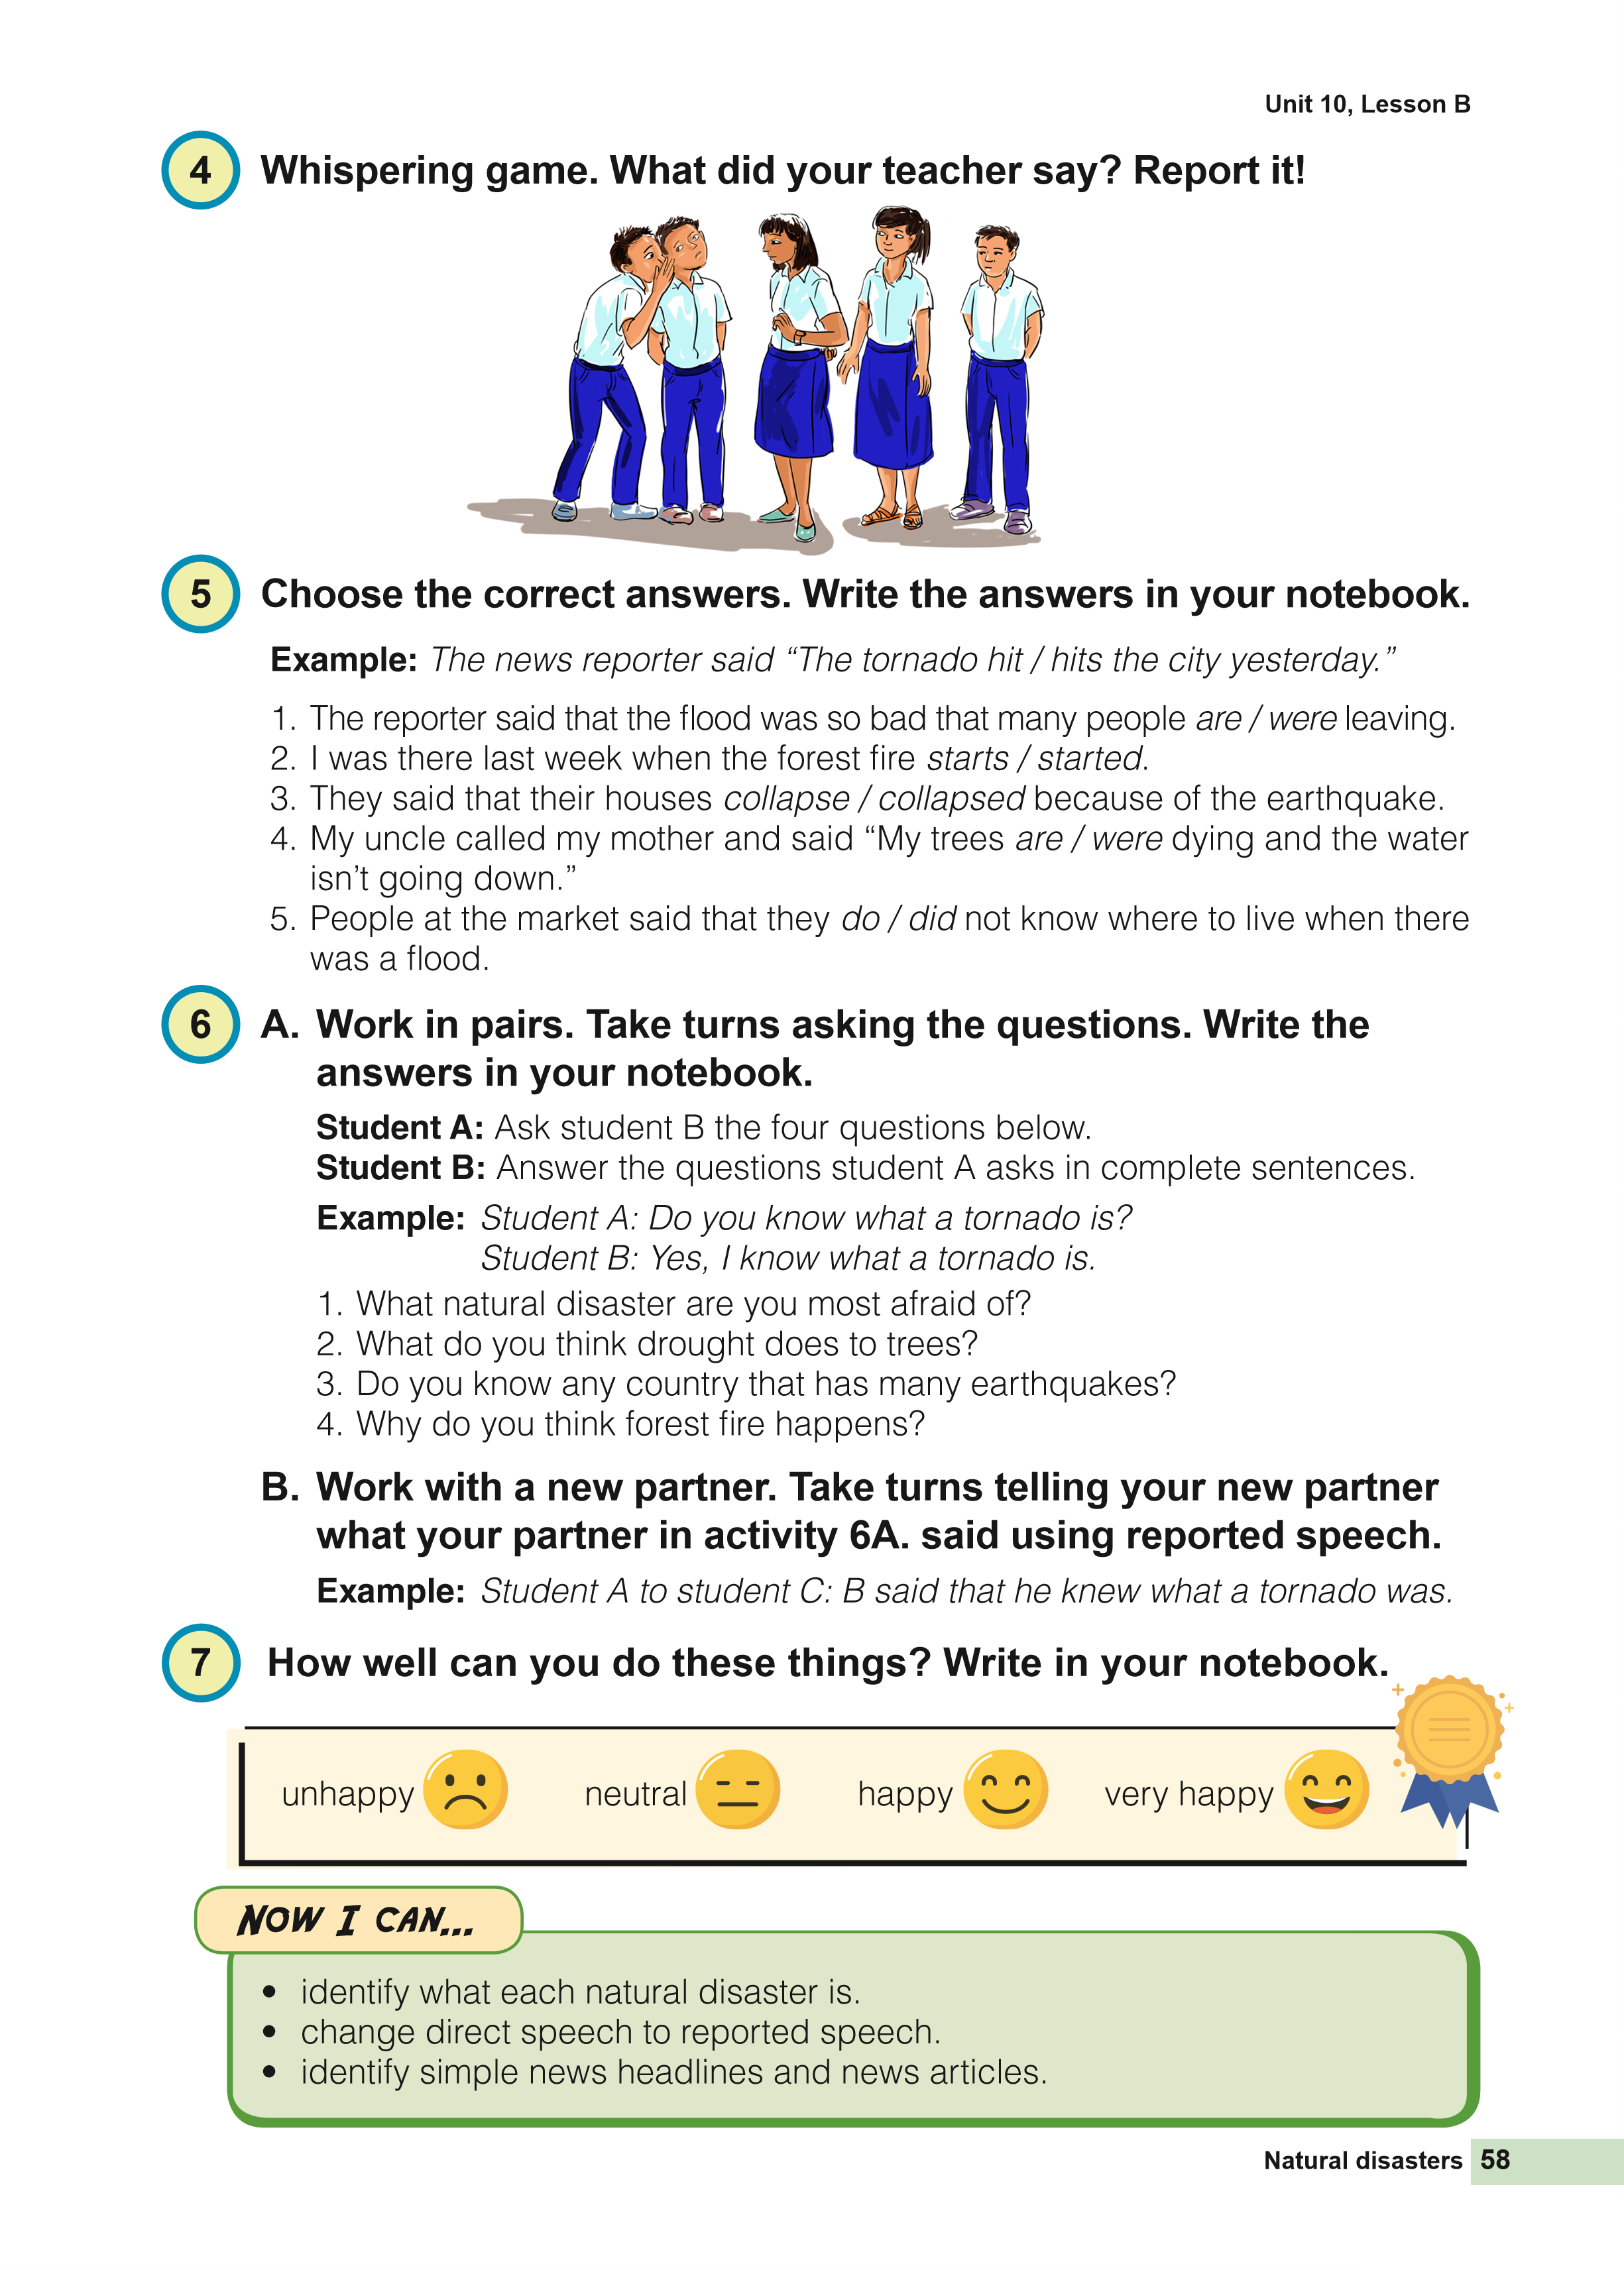 Unit 10, Lesson B
4 Whispering game. What did your teacher say? Report it!
5 Choose the correct answers. Write the answers in your notebook.
Example: The news reporter said “The tornado hit / hits the city yesterday.”
1. The reporter said that the flood was so bad that many people are / were leaving.
2. I was there last week when the forest fire starts / started.
3. They said that their houses collapse / collapsed because of the earthquake.
4. My uncle called my mother and said “My trees are / were dying and the water
isn’t going down.”
5. People at the market said that they do / did not know where to live when there
was a flood.
6 A. Work in pairs. Take turns asking the questions. Write the
answers in your notebook.
Student A: Ask student B the four questions below.
Student B: Answer the questions student A asks in complete sentences.
Example: Student A: Do you know what a tornado is?
Student B: Yes, I know what a tornado is.
1. What natural disaster are you most afraid of?
2. What do you think drought does to trees?
3. Do you know any country that has many earthquakes?
4. Why do you think forest fire happens?
B. Work with a new partner. Take turns telling your new partner
what your partner in activity 6A. said using reported speech.
Example: Student A to student C: B said that he knew what a tornado was.
7 How well can you do these things? Write in your notebook.
unhappy neutral happy very happy
NOW I CAN...
• identify what each natural disaster is.
• change direct speech to reported speech.
• identify simple news headlines and news articles.
Natural disasters 58